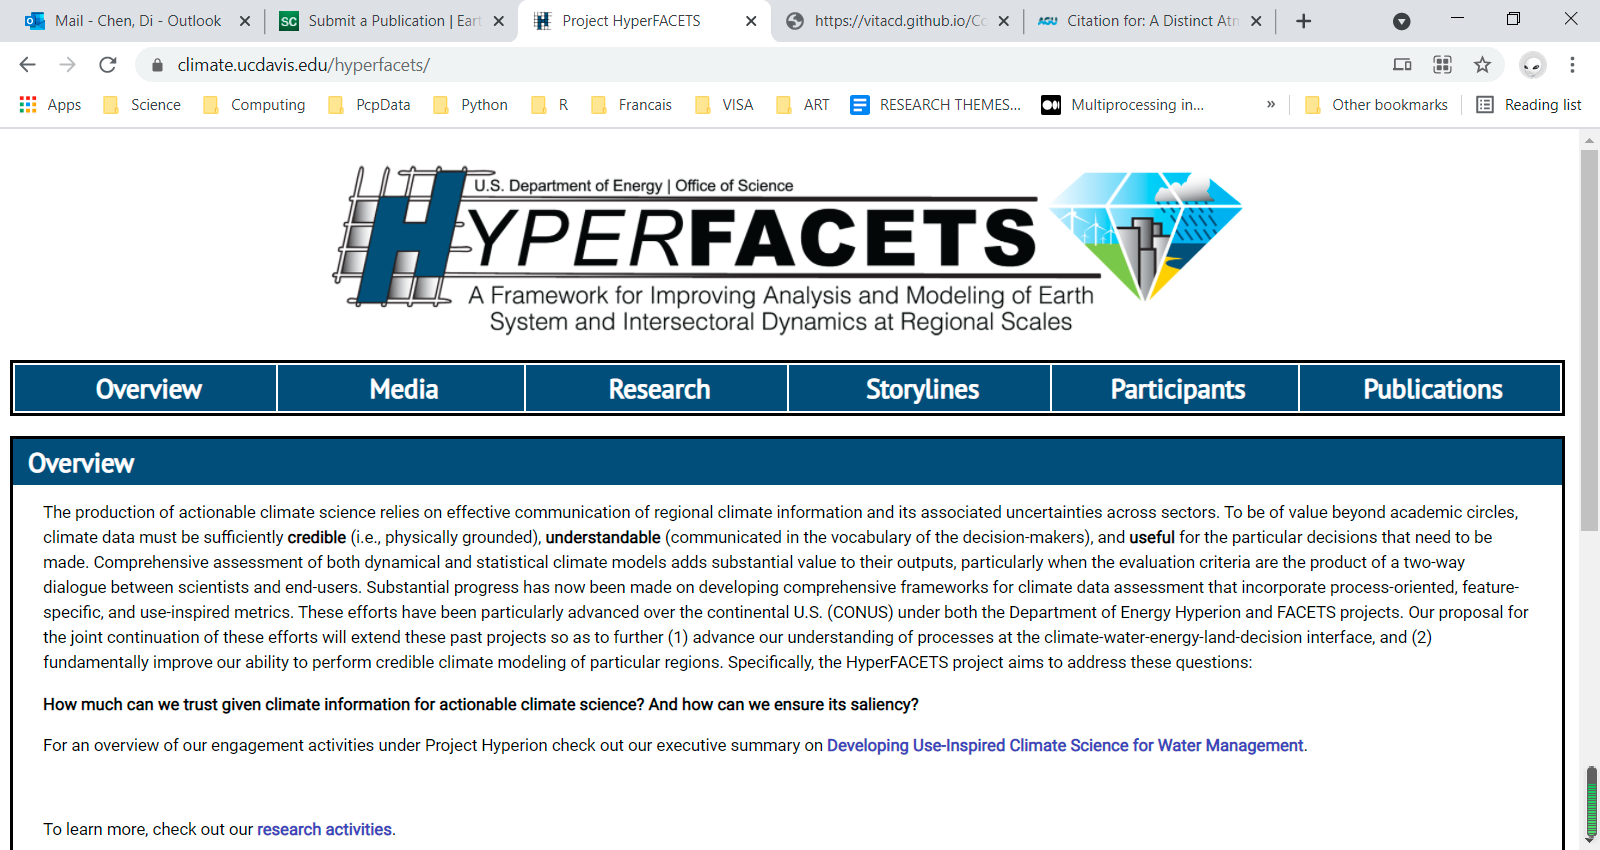 Mail - Chen, Di - Outlook
Submit a Publication | Eart
Project HyperFACETS
https://vitacd.github.io/Co
AGU Citation for: A Distinct Atm
climate.ucdavis.edu/hyperfacets/
Apps Science Computing PcpData Python R Francais VISA ART RESEARCH THEMES... Multiprocessing in... » Other bookmarks Reading list
U.S. Department of Energy | Office of Science
HYPERFACETS
A Framework for Improving Analysis and Modeling of Earth
System and Intersectoral Dynamics at Regional Scales
Overview Media Research Storylines Participants Publications
Overview
The production of actionable climate science relies on effective communication of regional climate information and its associated uncertainties across sectors. To be of value beyond academic circles,
climate data must be sufficiently credible (i.e., physically grounded), understandable (communicated in the vocabulary of the decision-makers), and useful for the particular decisions that need to be
made. Comprehensive assessment of both dynamical and statistical climate models adds substantial value to their outputs, particularly when the evaluation criteria are the product of a two-way
dialogue between scientists and end-users. Substantial progress has now been made on developing comprehensive frameworks for climate data assessment that incorporate process-oriented, feature-
specific, and use-inspired metrics. These efforts have been particularly advanced over the continental U.S. (CONUS) under both the Department of Energy Hyperion and FACETS projects. Our proposal for
the joint continuation of these efforts will extend these past projects so as to further (1) advance our understanding of processes at the climate-water-energy-land-decision interface, and (2)
fundamentally improve our ability to perform credible climate modeling of particular regions. Specifically, the HyperFACETS project aims to address these questions:
How much can we trust given climate information for actionable climate science? And how can we ensure its saliency?
For an overview of our engagement activities under Project Hyperion check out our executive summary on Developing Use-Inspired Climate Science for Water Management.
To learn more, check out our research activities.